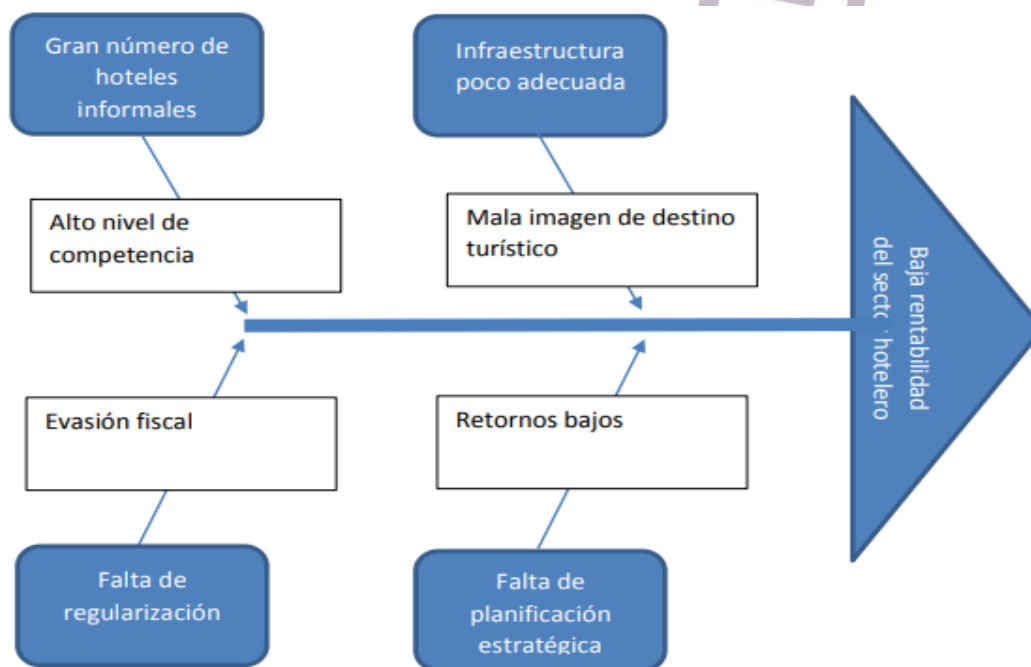 Gran número de
hoteles
informales
Infraestructura
poco adecuada
Alto nivel de
competencia
Mala imagen de destino
turístico
Baja rentabilidad
del sector hotelero
Evasión fiscal
Retornos bajos
Falta de
regularización
Falta de
planificación
estratégica